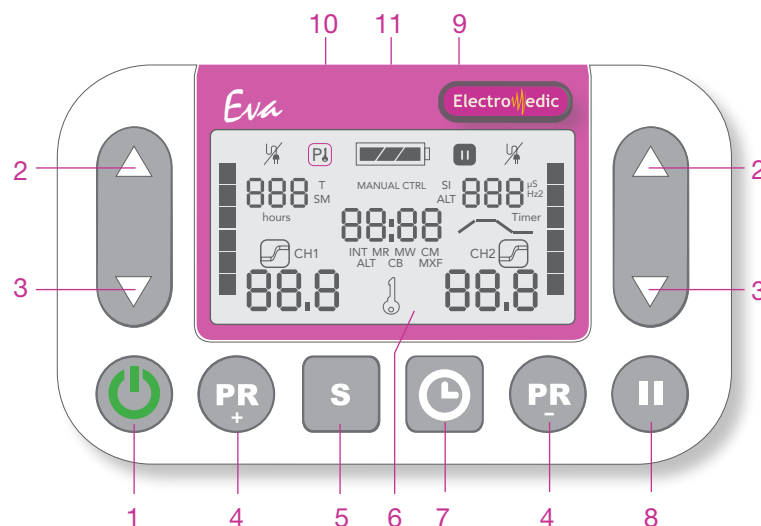 10 11 9
Eva
ElectroMedic
2 2
P
888 T SM MANUAL CTRL SI ALT 888 µS Hz2
hours 88:88 Timer
CH1 INT MR MW CM CH2
ALT CB MXF
3 3
88.8 88.8
PR + S PR −
1 4 5 6 7 4 8